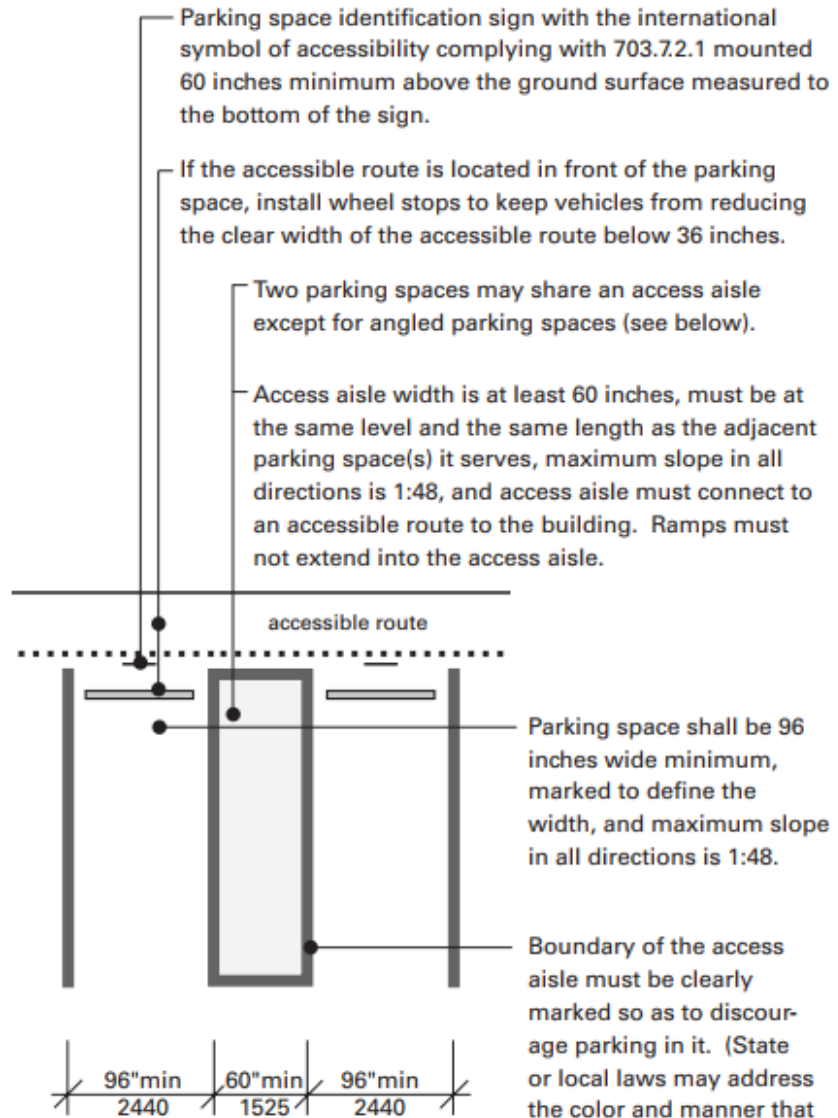 Parking space identification sign with the international
symbol of accessibility complying with 703.7.2.1 mounted
60 inches minimum above the ground surface measured to
the bottom of the sign.
If the accessible route is located in front of the parking
space, install wheel stops to keep vehicles from reducing
the clear width of the accessible route below 36 inches.
Two parking spaces may share an access aisle
except for angled parking spaces (see below).
Access aisle width is at least 60 inches, must be at
the same level and the same length as the adjacent
parking space(s) it serves, maximum slope in all
directions is 1:48, and access aisle must connect to
an accessible route to the building. Ramps must
not extend into the access aisle.
accessible route
Parking space shall be 96
inches wide minimum,
marked to define the
width, and maximum slope
in all directions is 1:48.
Boundary of the access
aisle must be clearly
marked so as to discour-
age parking in it. (State
or local laws may address
the color and manner that
96"min 60"min 96"min
2440 1525 2440